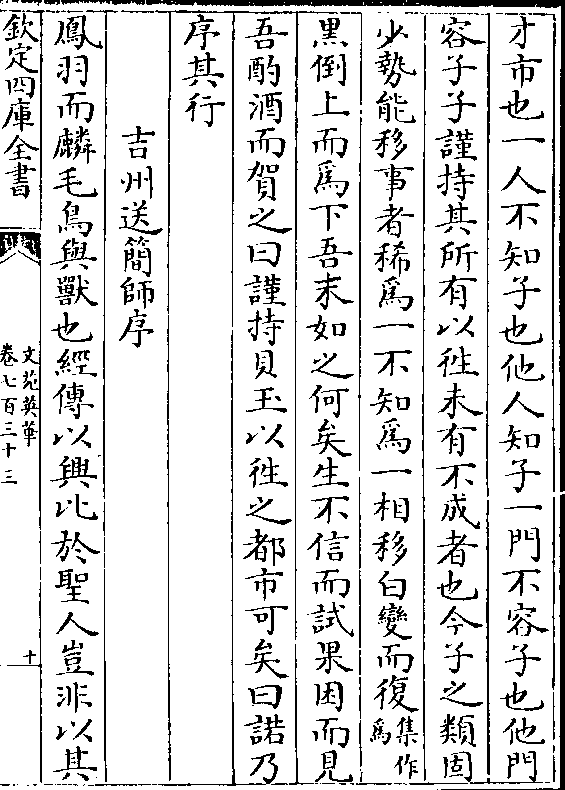 才市也一人不知子也他人知子一門不容子也他門
容子子謹持其所有以徃未有不成者也今子之類固
少勢能移事者稀爲一不知爲一相移白變而復集作爲
黒倒上而爲下吾末如之何矣生不信而試果困而見
吾酌酒而賀之曰謹持貝玉以徃之都市可矣曰諾乃
序其行
吉州送簡師序
鳳羽而麟毛鳥與獸也經傳以興比於聖人豈非以其
欽定四庫全書
文苑英華
卷七百三十三
十